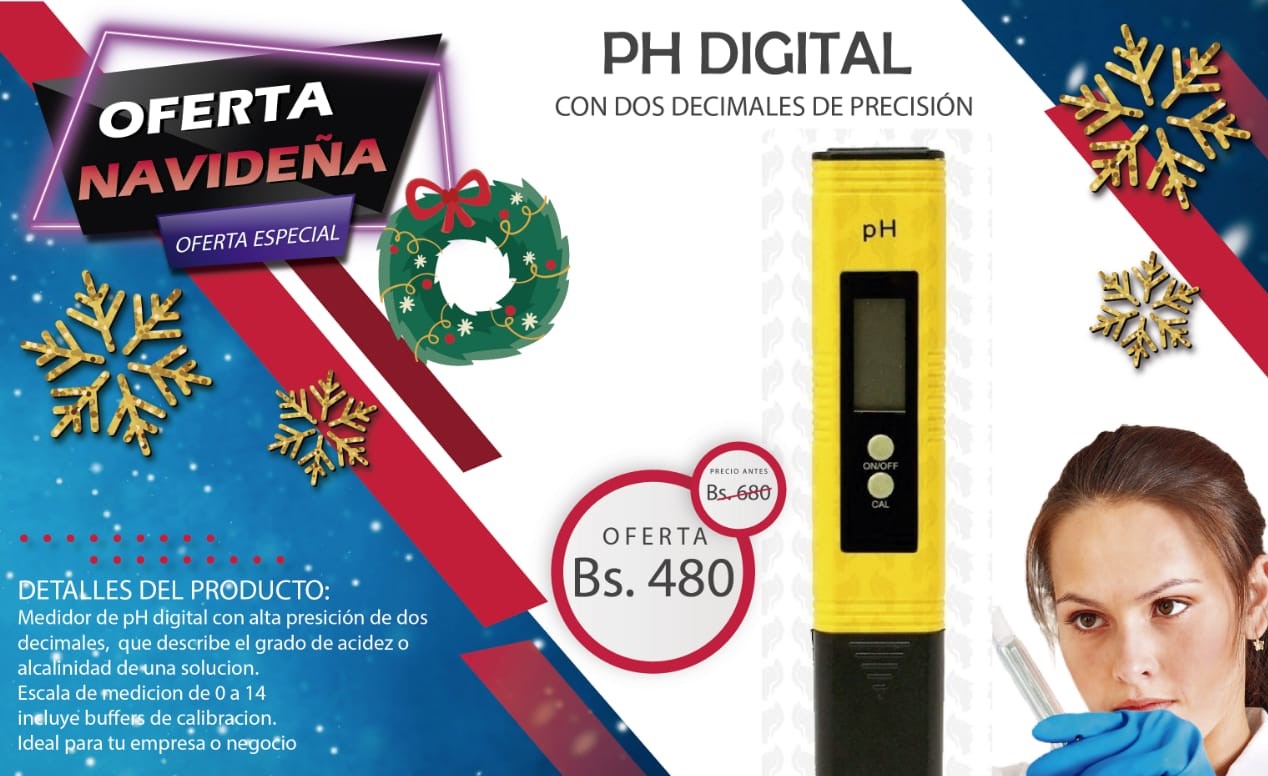 OFERTA
NAVIDEÑA
OFERTA ESPECIAL
PH DIGITAL
CON DOS DECIMALES DE PRECISIÓN
pH
ON/OFF
CAL
PRECIO ANTES
Bs. 680
OFERTA
Bs. 480
DETALLES DEL PRODUCTO:
Medidor de pH digital con alta presición de dos
decimales, que describe el grado de acidez o
alcalinidad de una solucion.
Escala de medicion de 0 a 14
incluye buffers de calibracion.
Ideal para tu empresa o negocio